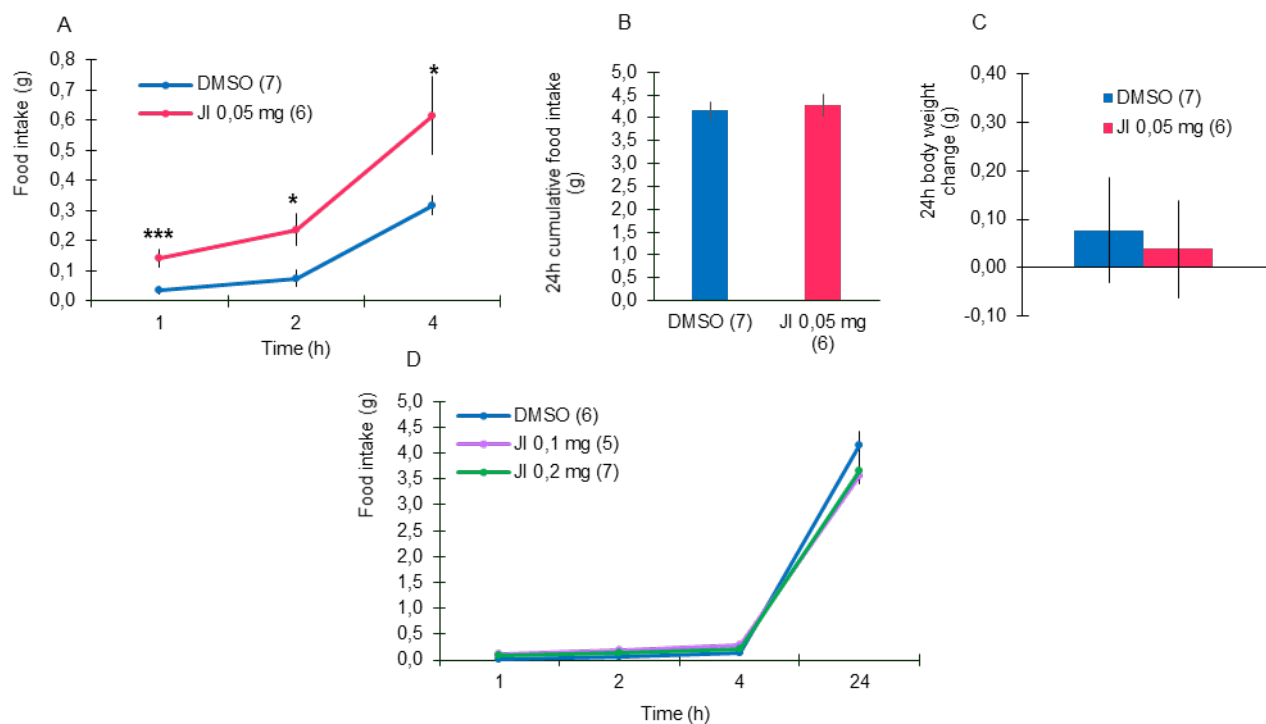 A
Food intake (g)
0,8
0,7
0,6
0,5
0,4
0,3
0,2
0,1
0,0
DMSO (7)
JI 0,05 mg (6)
***
*
*
1 2 4
Time (h)
B
24h cumulative food intake
(g)
5,0
4,5
4,0
3,5
3,0
2,5
2,0
1,5
1,0
0,5
0,0
DMSO (7) JI 0,05 mg
(6)
C
24h body weight
change (g)
0,40
0,30
0,20
0,10
0,00
-0,10
DMSO (7)
JI 0,05 mg (6)
D
Food intake (g)
5,0
4,5
4,0
3,5
3,0
2,5
2,0
1,5
1,0
0,5
0,0
DMSO (6)
JI 0,1 mg (5)
JI 0,2 mg (7)
1 2 4 24
Time (h)